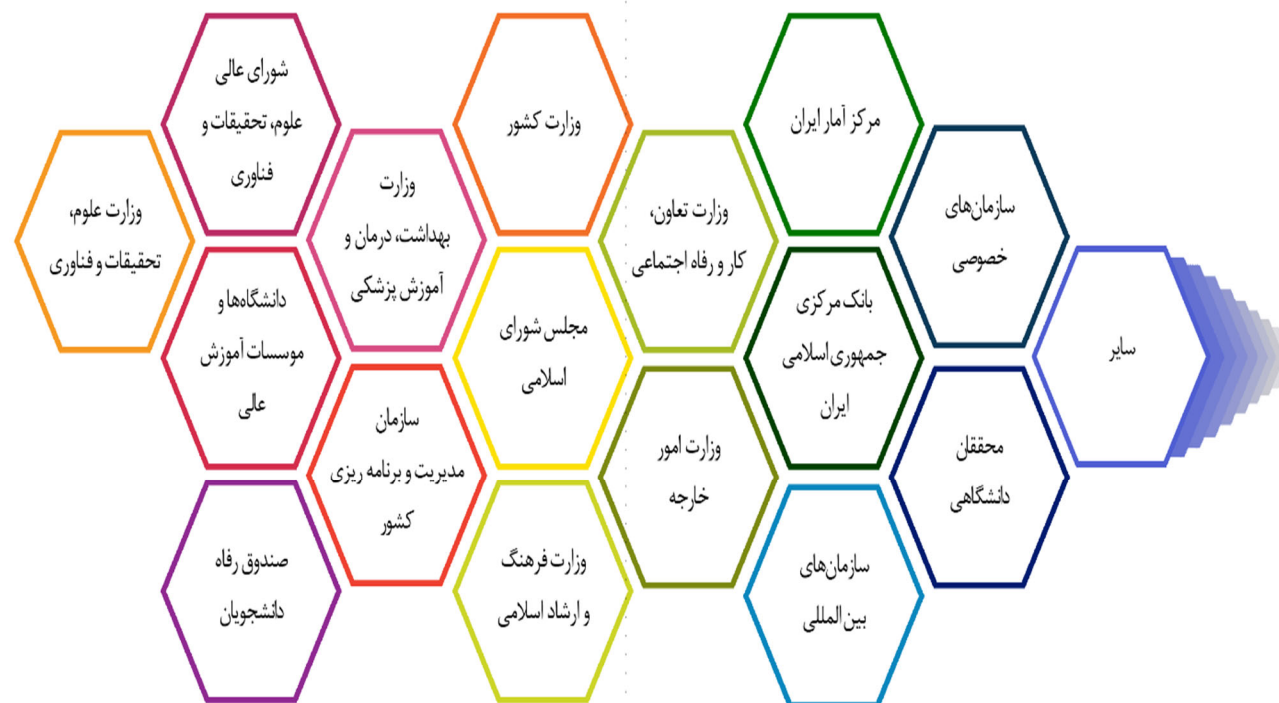 شورای عالی
علوم، تحقیقات و
فناوری
وزارت کشور
مرکز آمار ایران
وزارت علوم،
تحقیقات و فناوری
وزارت
بهداشت، درمان و
آموزش پزشکی
وزارت تعاون،
کار و رفاه اجتماعی
سازمان‌های
خصوصی
دانشگاه‌ها و
موسسات آموزش
عالی
مجلس شورای
اسلامی
بانک مرکزی
جمهوری اسلامی
ایران
سایر
سازمان
مدیریت و برنامه ریزی
کشور
وزارت امور
خارجه
محققان
دانشگاهی
صندوق رفاه
دانشجویان
وزارت فرهنگ
و ارشاد اسلامی
سازمان‌های
بین المللی